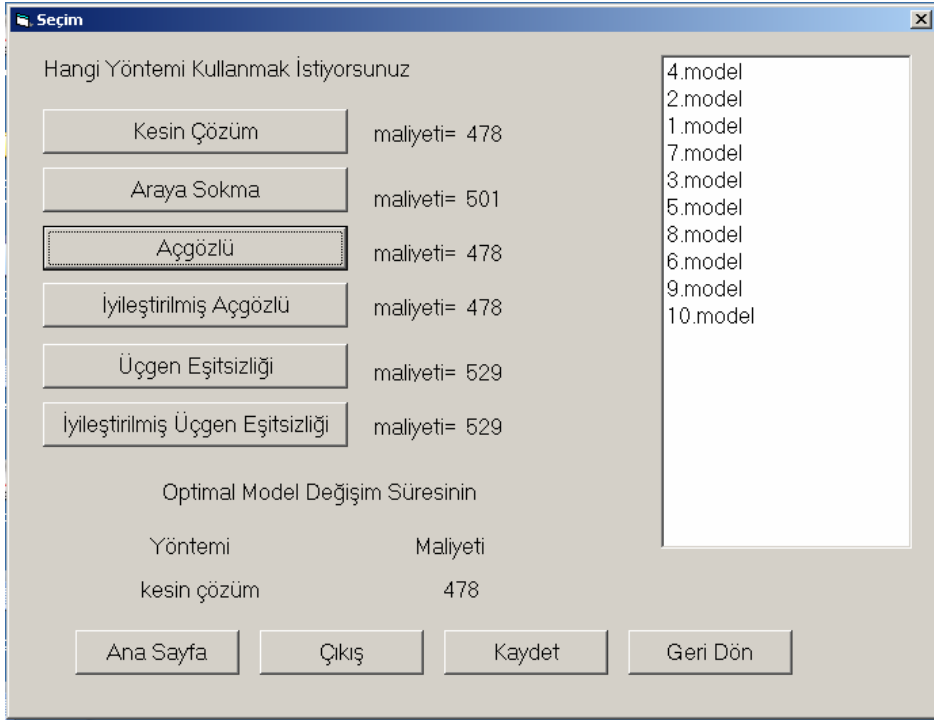 Seçim
Hangi Yöntemi Kullanmak İstiyorsunuz
Kesin Çözüm maliyeti= 478
Araya Sokma maliyeti= 501
Açgözlü maliyeti= 478
İyileştirilmiş Açgözlü maliyeti= 478
Üçgen Eşitsizliği maliyeti= 529
İyileştirilmiş Üçgen Eşitsizliği maliyeti= 529
Optimal Model Değişim Süresinin
Yöntemi Maliyeti
kesin çözüm 478
Ana Sayfa Çıkış Kaydet Geri Dön
4.model
2.model
1.model
7.model
3.model
5.model
8.model
6.model
9.model
10.model